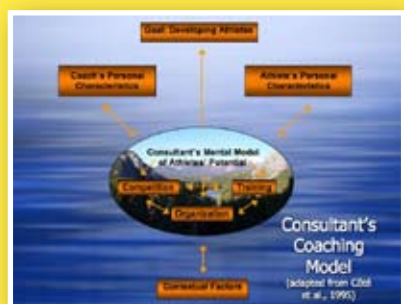 Goal: Developing Athletes
Coach's Personal
Characteristics
Athlete's Personal
Characteristics
Consultant's Mental Model
of Athletes' Potential
Competition
Training
Organization
Contextual Factors
Consultant's
Coaching
Model
(adapted from Côté
et al., 1995)